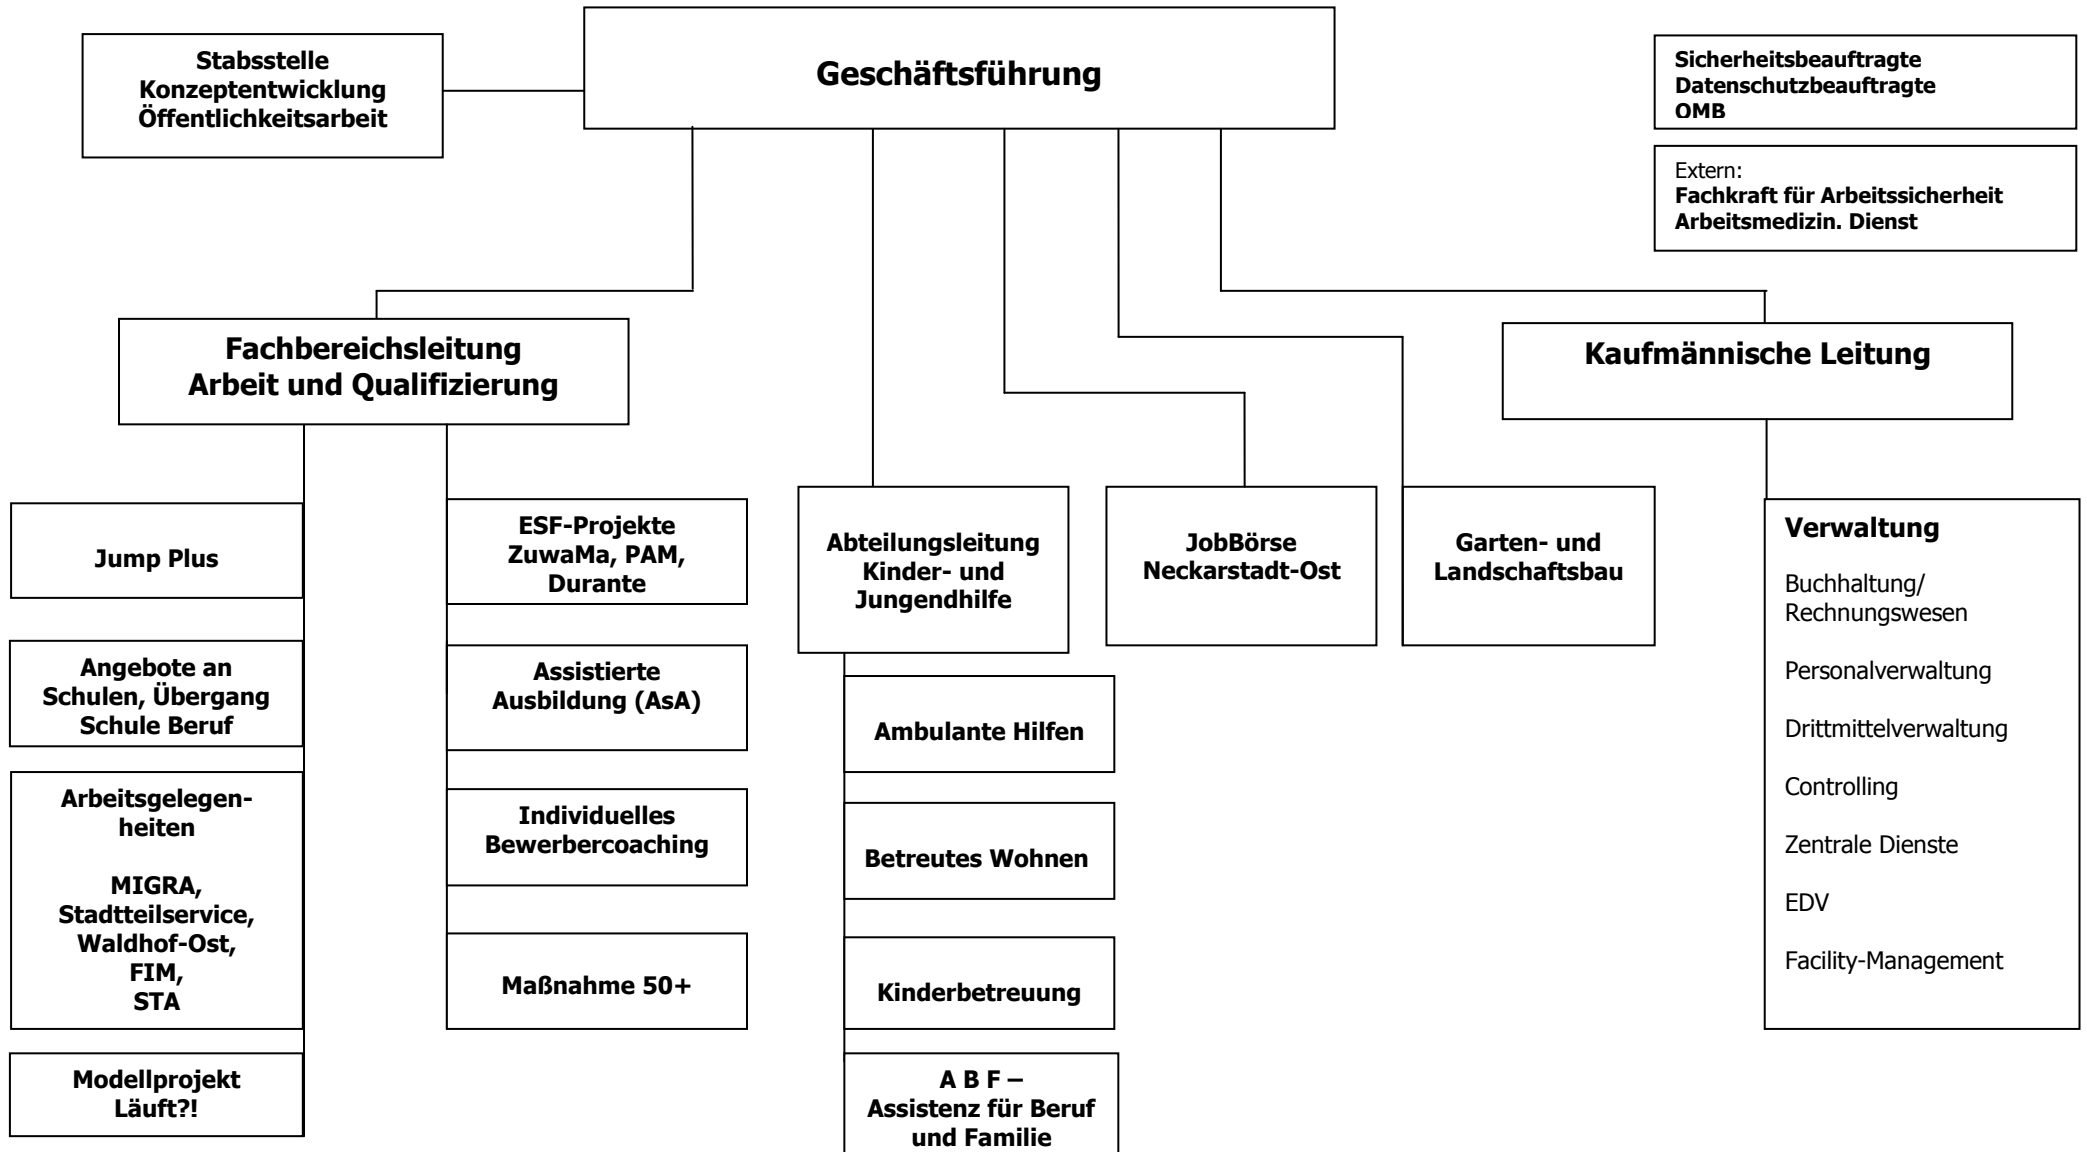 Stabsstelle
Konzeptentwicklung
Öffentlichkeitsarbeit
Geschäftsführung
Sicherheitsbeauftragte
Datenschutzbeauftragte
QMB
Extern:
Fachkraft für Arbeitssicherheit
Arbeitsmedizin. Dienst
Fachbereichsleitung
Arbeit und Qualifizierung
Kaufmännische Leitung
Jump Plus
Angebote an
Schulen, Übergang
Schule Beruf
Arbeitsgelegen-
heiten
MIGRA,
Stadtteilservice,
Waldhof-Ost,
FIM,
STA
Modellprojekt
Läuft?!
ESF-Projekte
ZuwaMa, PAM,
Durante
Assistierte
Ausbildung (AsA)
Individuelles
Bewerbercoaching
Maßnahme 50+
Abteilungsleitung
Kinder- und
Jungendhilfe
Ambulante Hilfen
Betreutes Wohnen
Kinderbetreuung
A B F –
Assistenz für Beruf
und Familie
JobBörse
Neckarstadt-Ost
Garten- und
Landschaftsbau
Verwaltung
Buchhaltung/
Rechnungswesen
Personalverwaltung
Drittmittelverwaltung
Controlling
Zentrale Dienste
EDV
Facility-Management